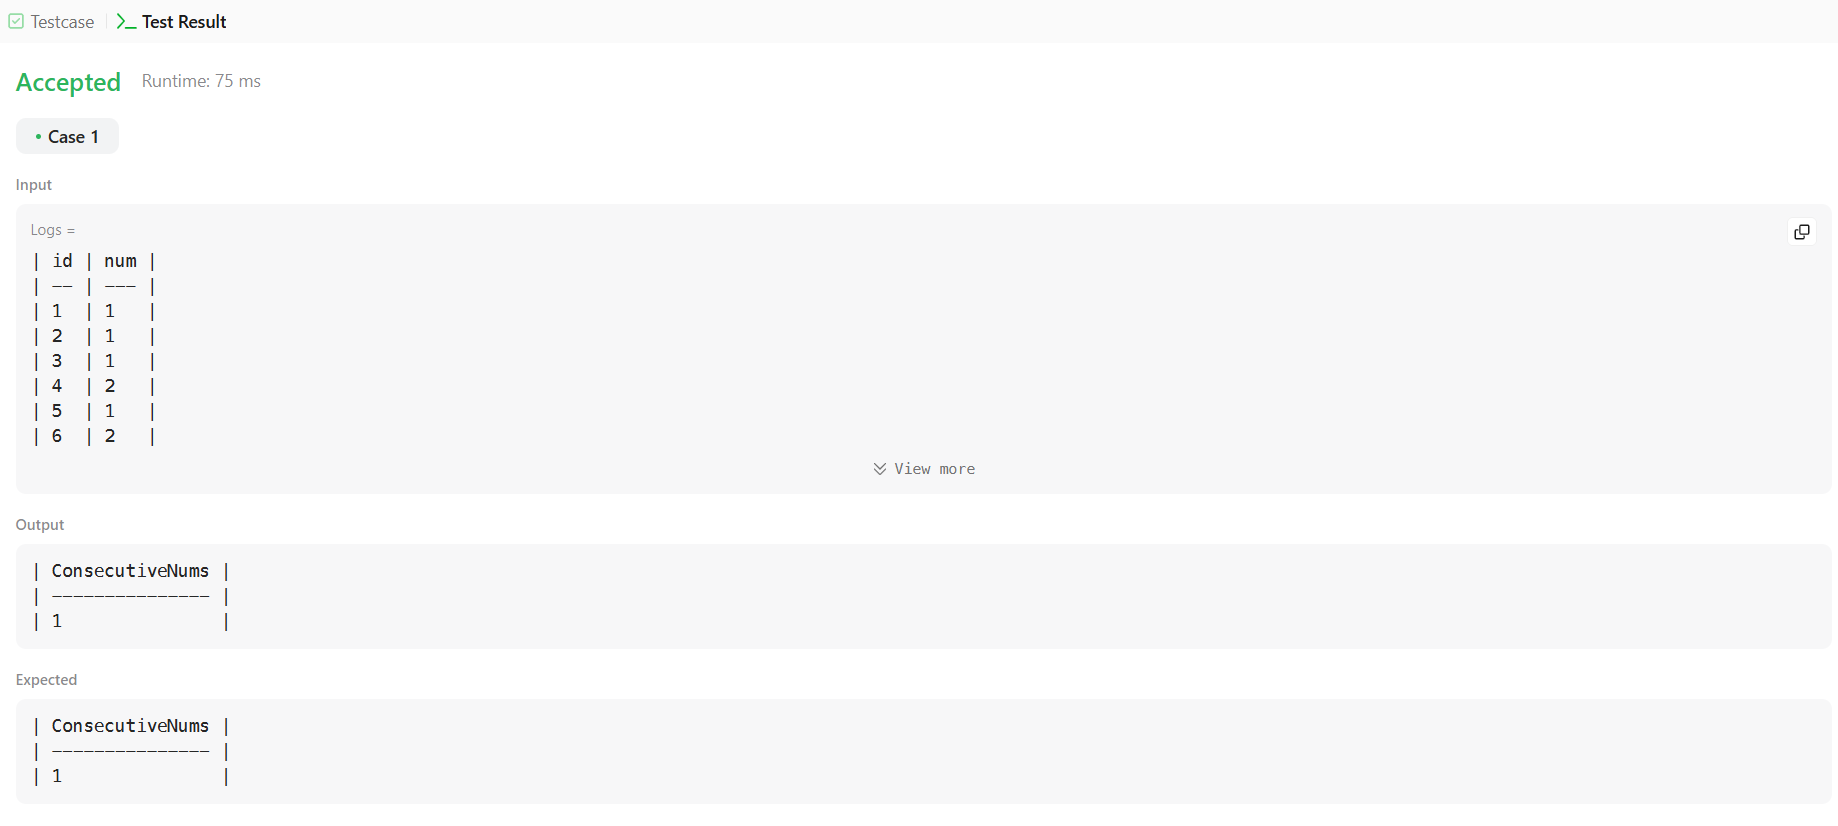 Testcase Test Result
Accepted Runtime: 75 ms
Case 1
Input
Logs =
| id | num |
| -- | --- |
| 1 | 1 |
| 2 | 1 |
| 3 | 1 |
| 4 | 2 |
| 5 | 1 |
| 6 | 2 |
View more
Output
| ConsecutiveNums |
| --------------- |
| 1 |
Expected
| ConsecutiveNums |
| --------------- |
| 1 |